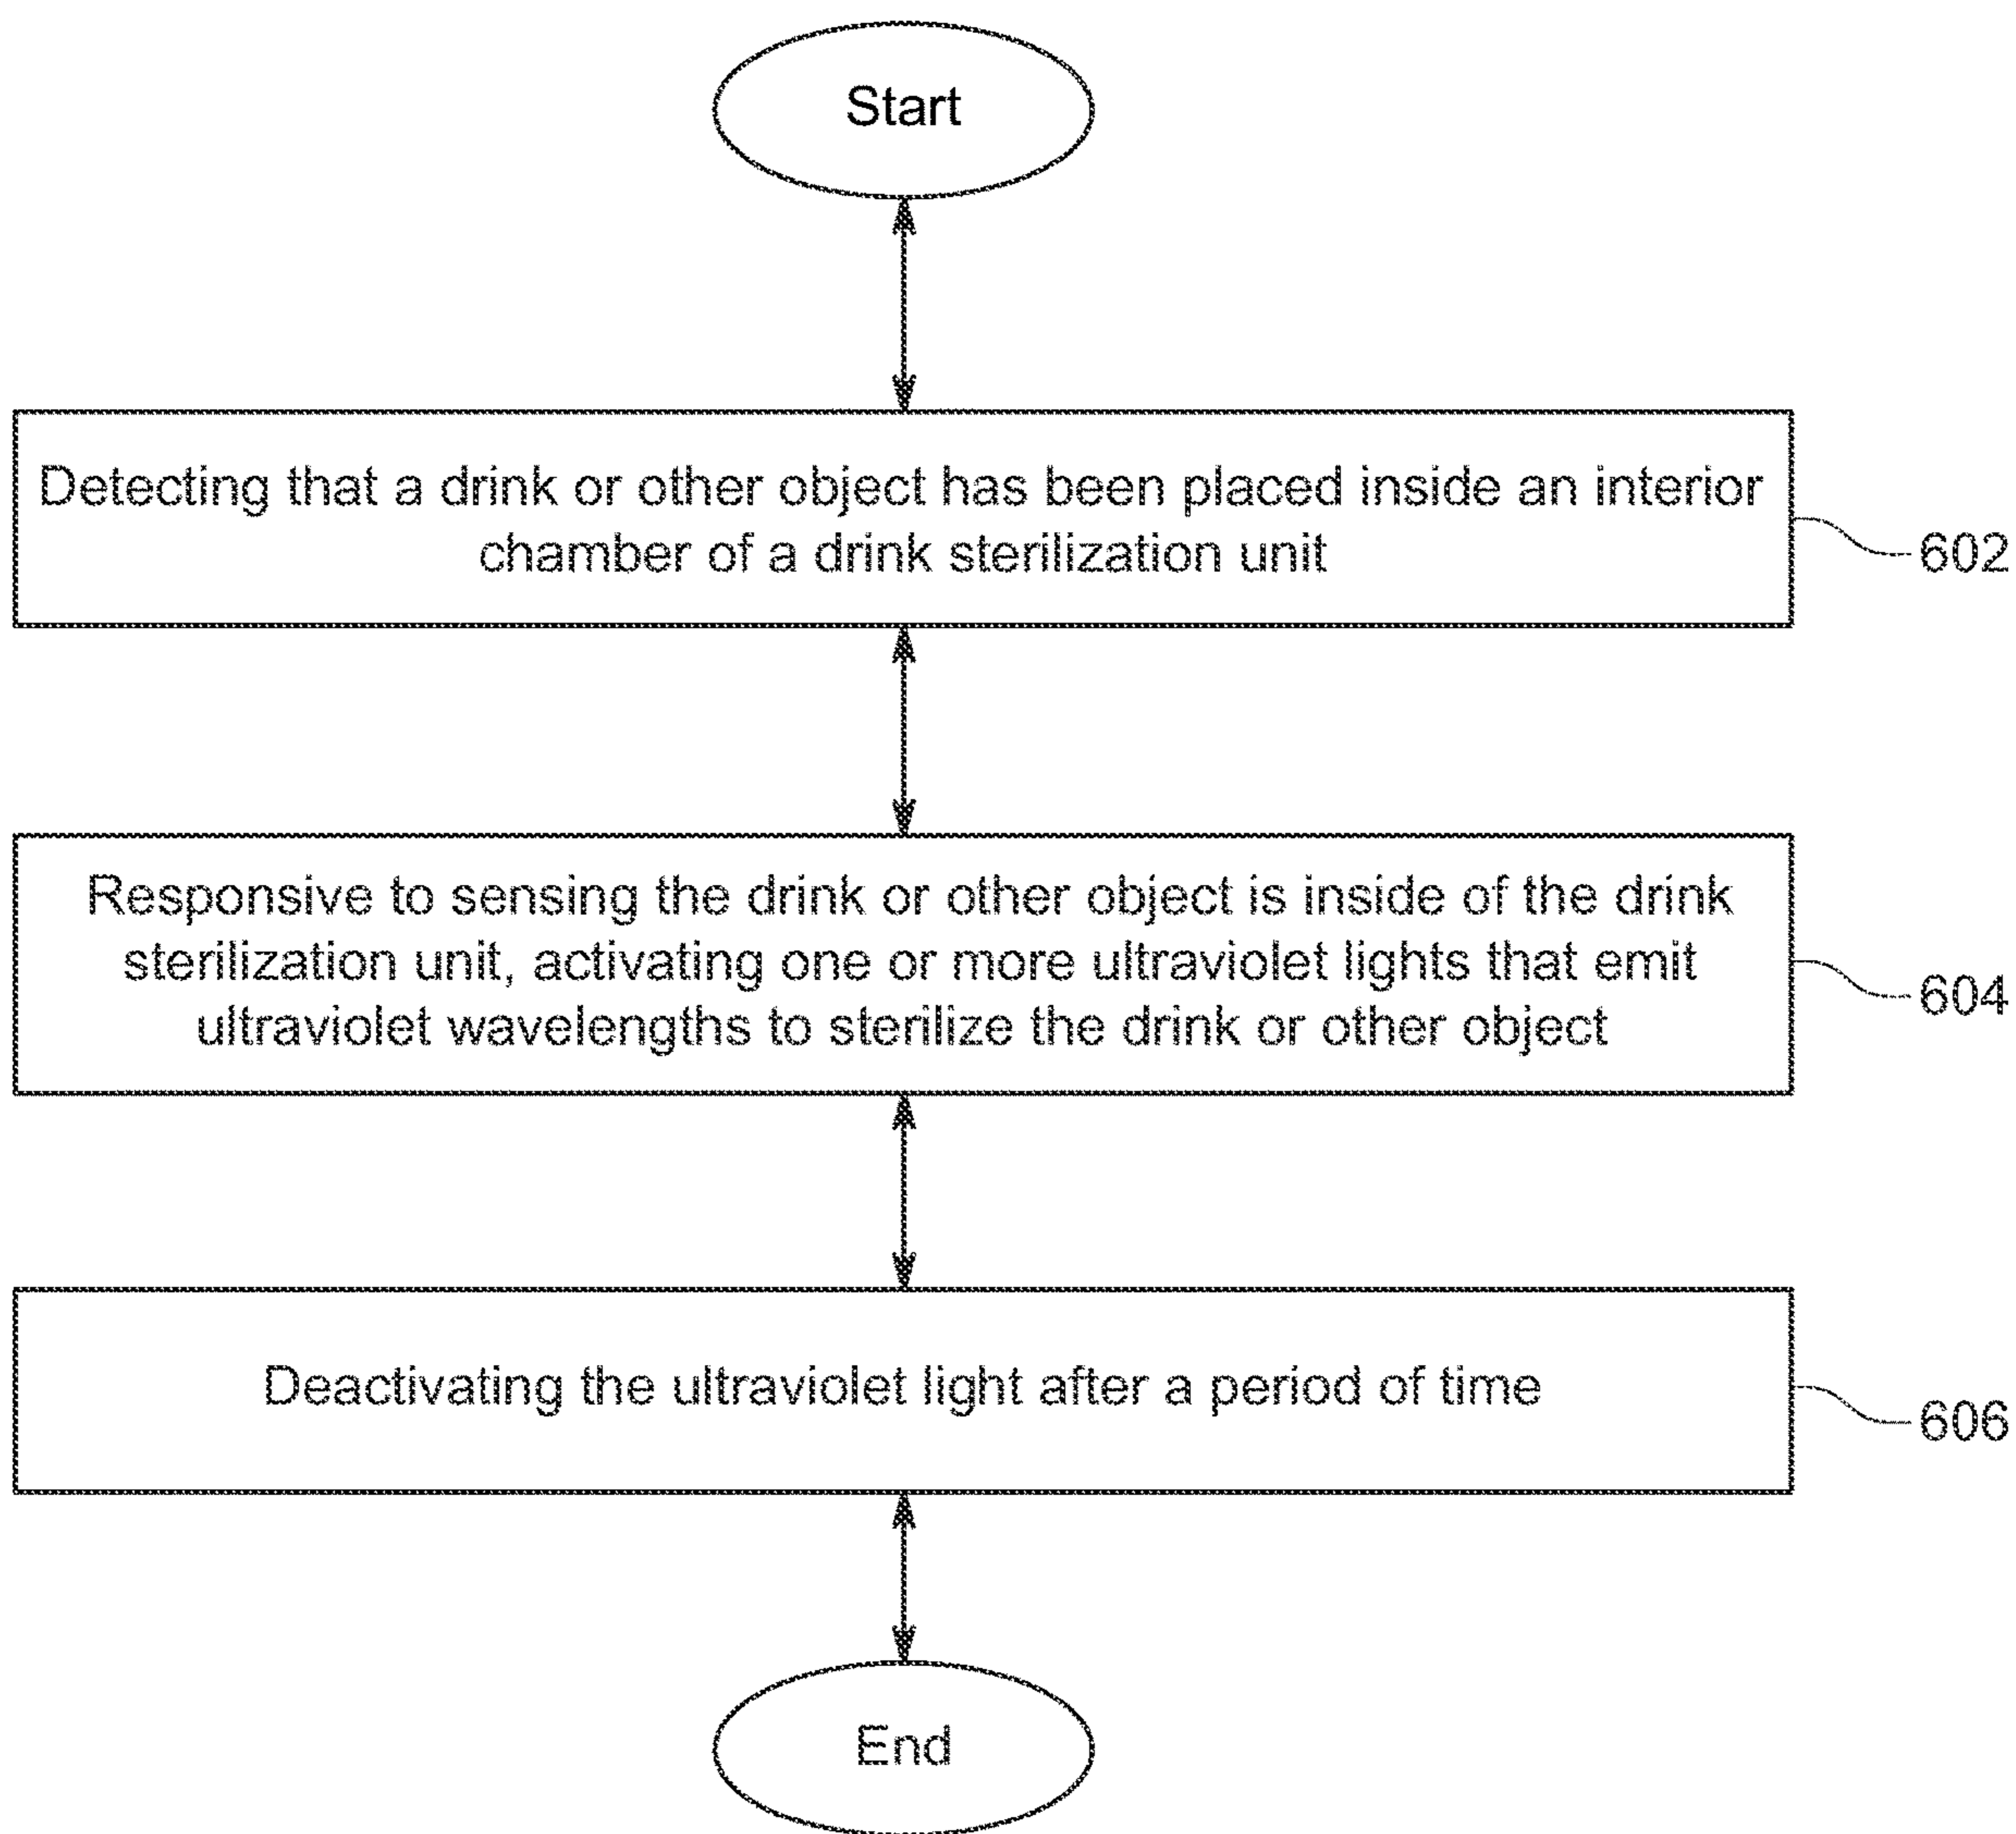 Start
Detecting that a drink or other object has been placed inside an interior
chamber of a drink sterilization unit
602
Responsive to sensing the drink or other object is inside of the drink
sterilization unit, activating one or more ultraviolet lights that emit
ultraviolet wavelengths to sterilize the drink or other object
604
Deactivating the ultraviolet light after a period of time
606
End